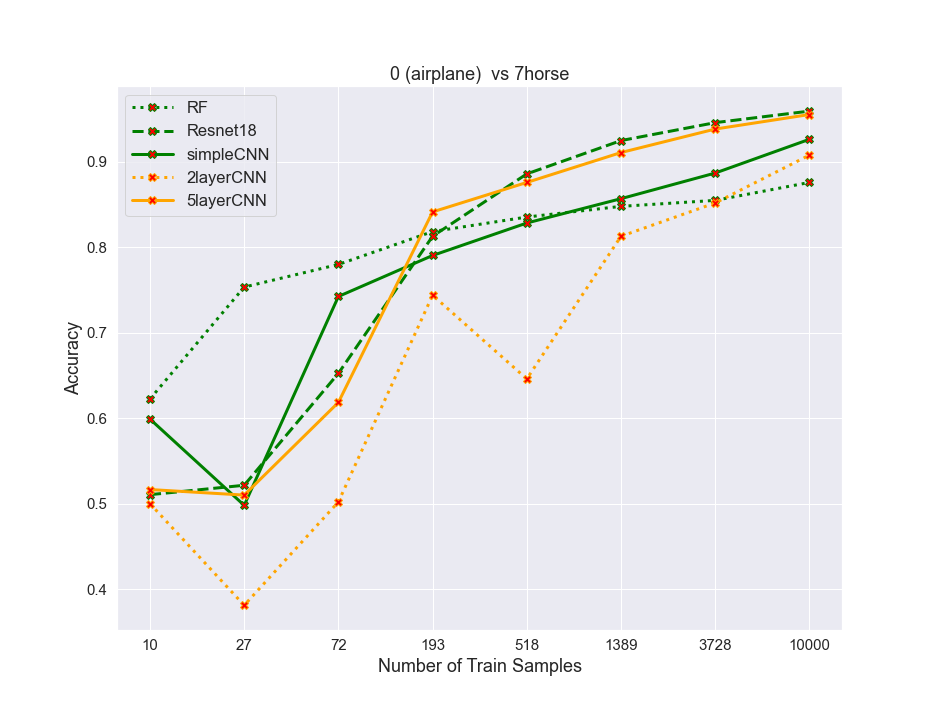 0 (airplane)  vs 7horse
RF
Resnet18
simpleCNN
2layerCNN
5layerCNN
Accuracy
0.9
0.8
0.7
0.6
0.5
0.4
10 27 72 193 518 1389 3728 10000
Number of Train Samples